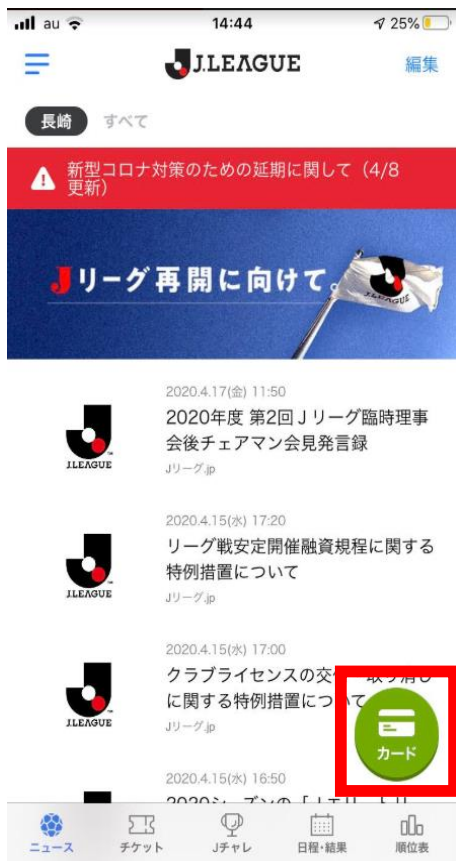 au 14:44 25%
J.LEAGUE 編集
長崎 すべて
新型コロナ対策のための延期に関して（4/8
更新）
Jリーグ再開に向けて。
J.LEAGUE
2020.4.17(金) 11:50
2020年度 第2回Ｊリーグ臨時理事
会後チェアマン会見発言録
Jリーグ.jp
J.LEAGUE
2020.4.15(水) 17:20
リーグ戦安定開催融資規程に関する
特例措置について
Jリーグ.jp
J.LEAGUE
2020.4.15(水) 17:00
クラブライセンスの交
に関する特例措置について
Jリーグ.jp
J.LEAGUE
カード
2020.4.15(水) 16:50
ニュース チケット Jチャレ 日程・結果 順位表